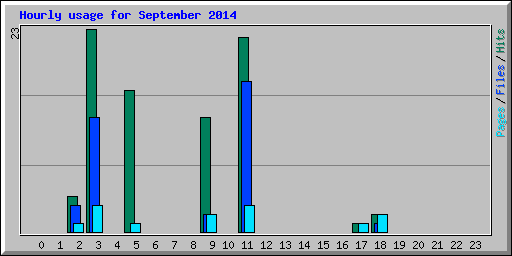 Hourly usage for September 2014
23
Pages/Files/Hits
0 1 2 3 4 5 6 7 8 9 10 11 12 13 14 15 16 17 18 19 20 21 22 23